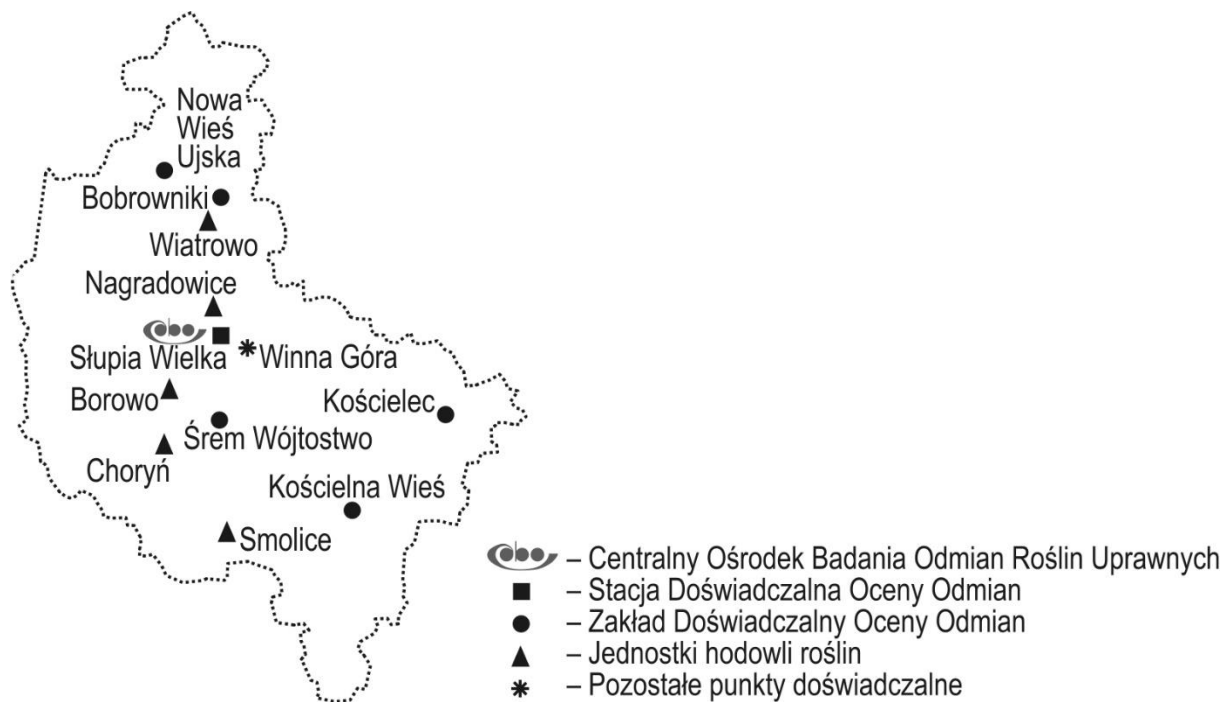 Nowa
Wieś
Ujska
Bobrowniki
Wiatrowo
Nagradowice
Słupia Wielka
Winna Góra
Borowo
Kościelec
Śrem Wójtostwo
Choryń
Kościelna Wieś
Smolice
– Centralny Ośrodek Badania Odmian Roślin Uprawnych
– Stacja Doświadczalna Oceny Odmian
– Zakład Doświadczalny Oceny Odmian
– Jednostki hodowli roślin
– Pozostałe punkty doświadczalne